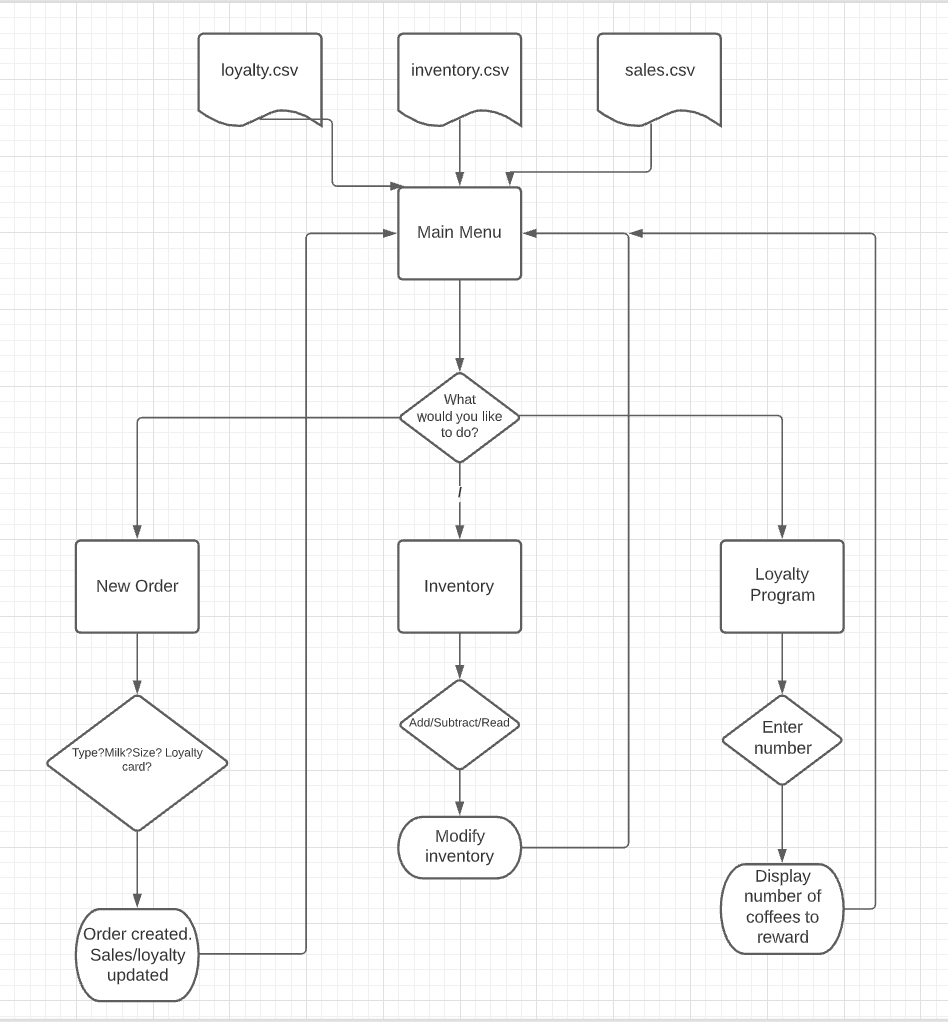 loyalty.csv
inventory.csv
sales.csv
Main Menu
What
would you like
to do?
/
New Order
Inventory
Loyalty
Program
Type?Milk?Size? Loyalty
card?
Add/Subtract/Read
Enter
number
Modify
inventory
Display
number of
coffees to
reward
Order created.
Sales/loyalty
updated